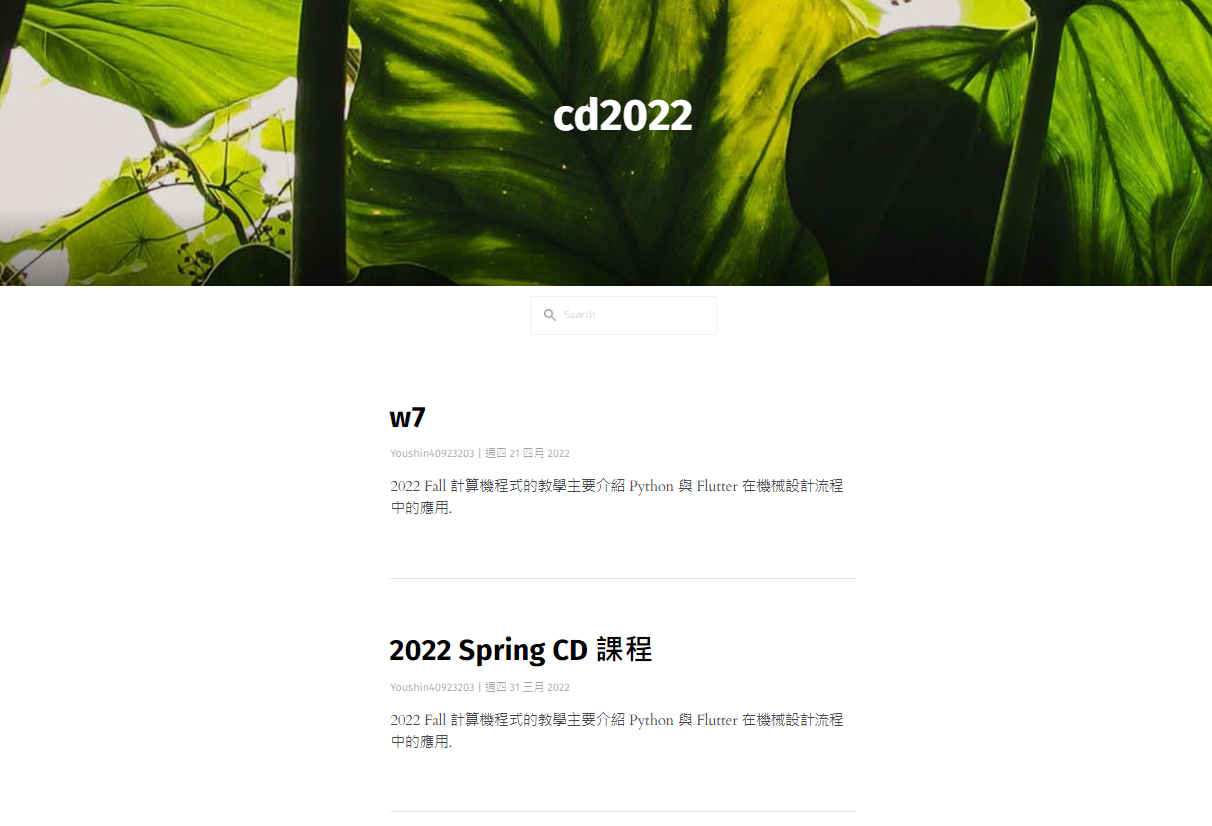 cd2022
Search
w7
Youshin40923203 | 週四 21 四月 2022
2022 Fall 計算機程式的教學主要介紹 Python 與 Flutter 在機械設計流程
中的應用.
2022 Spring CD 課程
Youshin40923203 | 週四 31 三月 2022
2022 Fall 計算機程式的教學主要介紹 Python 與 Flutter 在機械設計流程
中的應用.